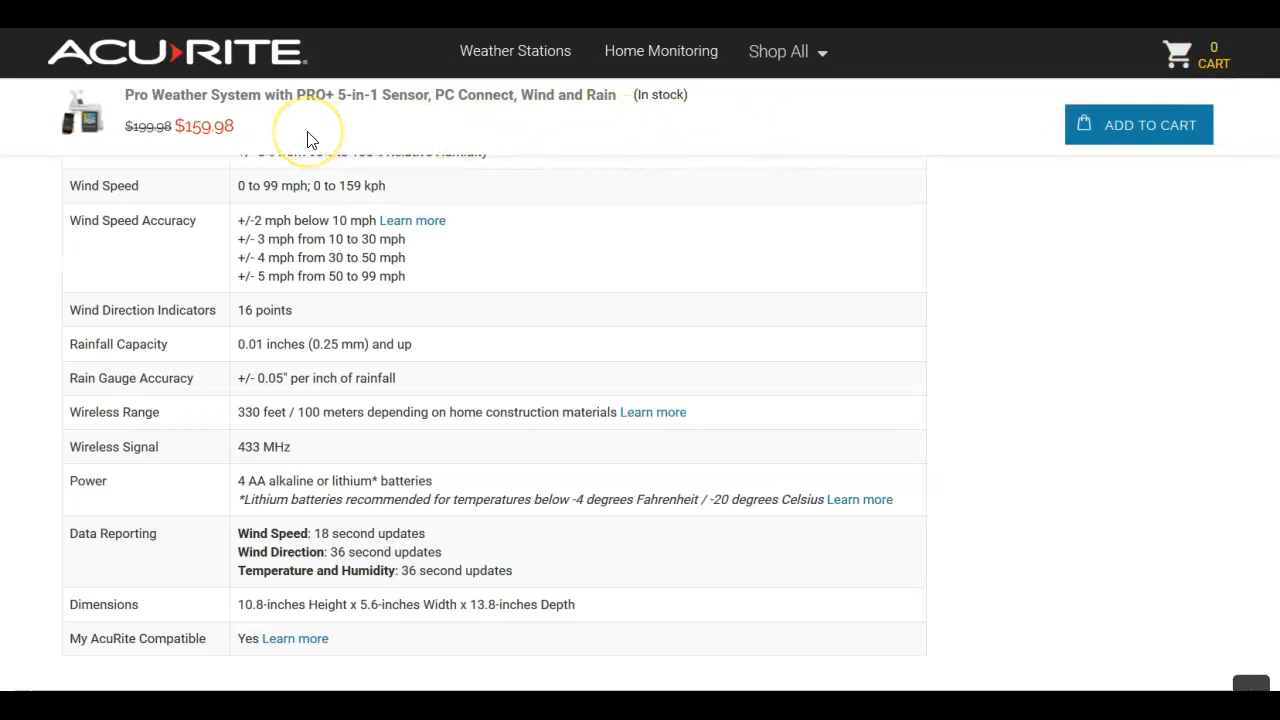 ACU>RITE.
Weather Stations
Home Monitoring
Shop All
0
CART
Pro Weather System with PRO+ 5-in-1 Sensor, PC Connect, Wind and Rain (In stock)
$199.98 $159.98
ADD TO CART
Wind Speed 0 to 99 mph; 0 to 159 kph
Wind Speed Accuracy +/-2 mph below 10 mph Learn more
+/- 3 mph from 10 to 30 mph
+/- 4 mph from 30 to 50 mph
+/- 5 mph from 50 to 99 mph
Wind Direction Indicators 16 points
Rainfall Capacity 0.01 inches (0.25 mm) and up
Rain Gauge Accuracy +/- 0.05" per inch of rainfall
Wireless Range 330 feet / 100 meters depending on home construction materials Learn more
Wireless Signal 433 MHz
Power 4 AA alkaline or lithium* batteries
*Lithium batteries recommended for temperatures below -4 degrees Fahrenheit / -20 degrees Celsius Learn more
Data Reporting Wind Speed: 18 second updates
Wind Direction: 36 second updates
Temperature and Humidity: 36 second updates
Dimensions 10.8-inches Height x 5.6-inches Width x 13.8-inches Depth
My AcuRite Compatible Yes Learn more